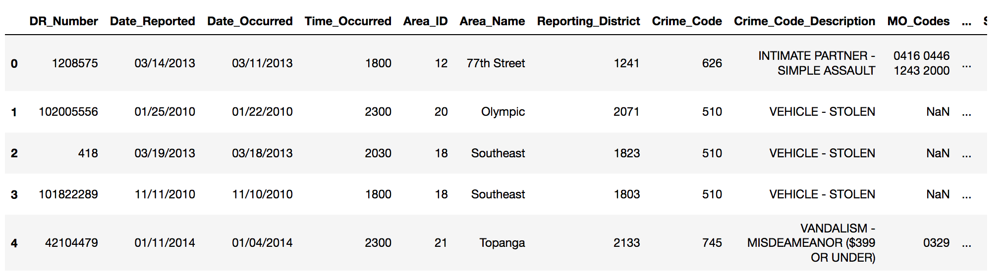 DR_Number Date_Reported Date_Occurred Time_Occurred Area_ID Area_Name Reporting_District Crime_Code Crime_Code_Description MO_Codes ...
0 1208575 03/14/2013 03/11/2013 1800 12 77th Street 1241 626 INTIMATE PARTNER - SIMPLE ASSAULT 0416 0446 1243 2000 ...
1 102005556 01/25/2010 01/22/2010 2300 20 Olympic 2071 510 VEHICLE - STOLEN NaN ...
2 418 03/19/2013 03/18/2013 2030 18 Southeast 1823 510 VEHICLE - STOLEN NaN ...
3 101822289 11/11/2010 11/10/2010 1800 18 Southeast 1803 510 VEHICLE - STOLEN NaN ...
4 42104479 01/11/2014 01/04/2014 2300 21 Topanga 2133 745 VANDALISM - MISDEAMEANOR ($399 OR UNDER) 0329 ...